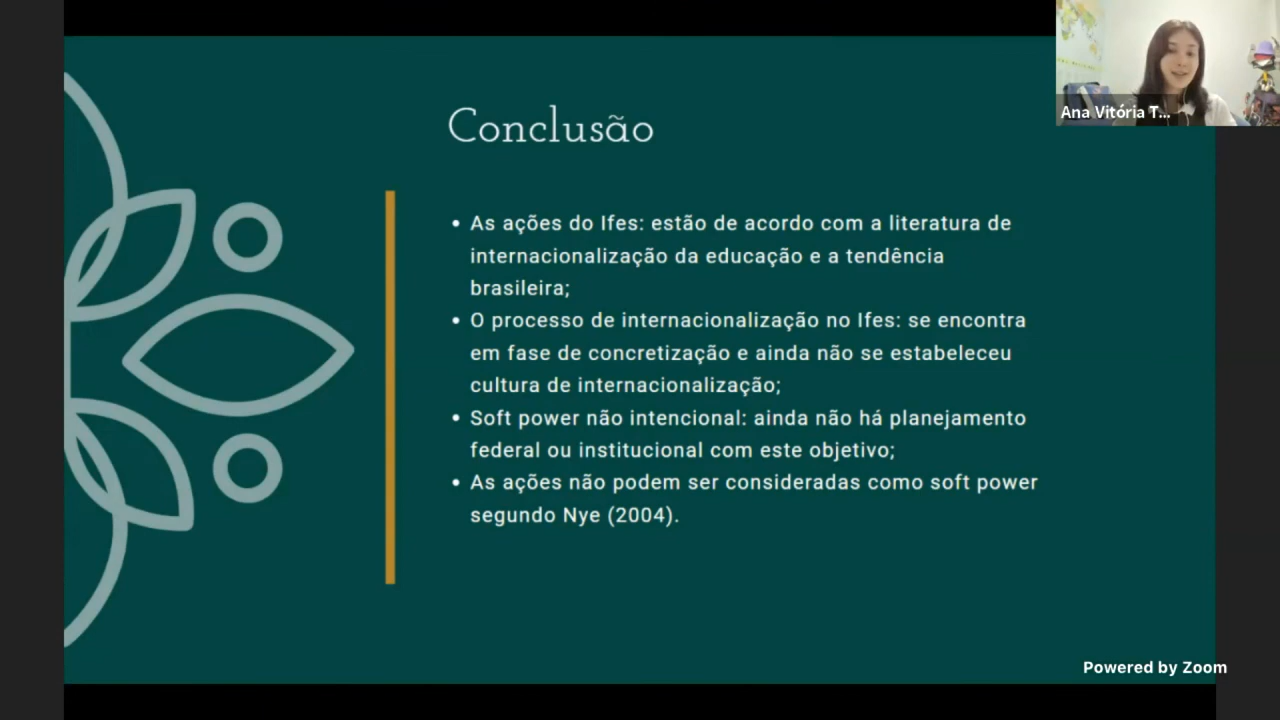 Conclusão
• As ações do Ifes: estão de acordo com a literatura de
internacionalização da educação e a tendência
brasileira;
• O processo de internacionalização no Ifes: se encontra
em fase de concretização e ainda não se estabeleceu
cultura de internacionalização;
• Soft power não intencional: ainda não há planejamento
federal ou institucional com este objetivo;
• As ações não podem ser consideradas como soft power
segundo Nye (2004).
Ana Vitória T...
Powered by Zoom